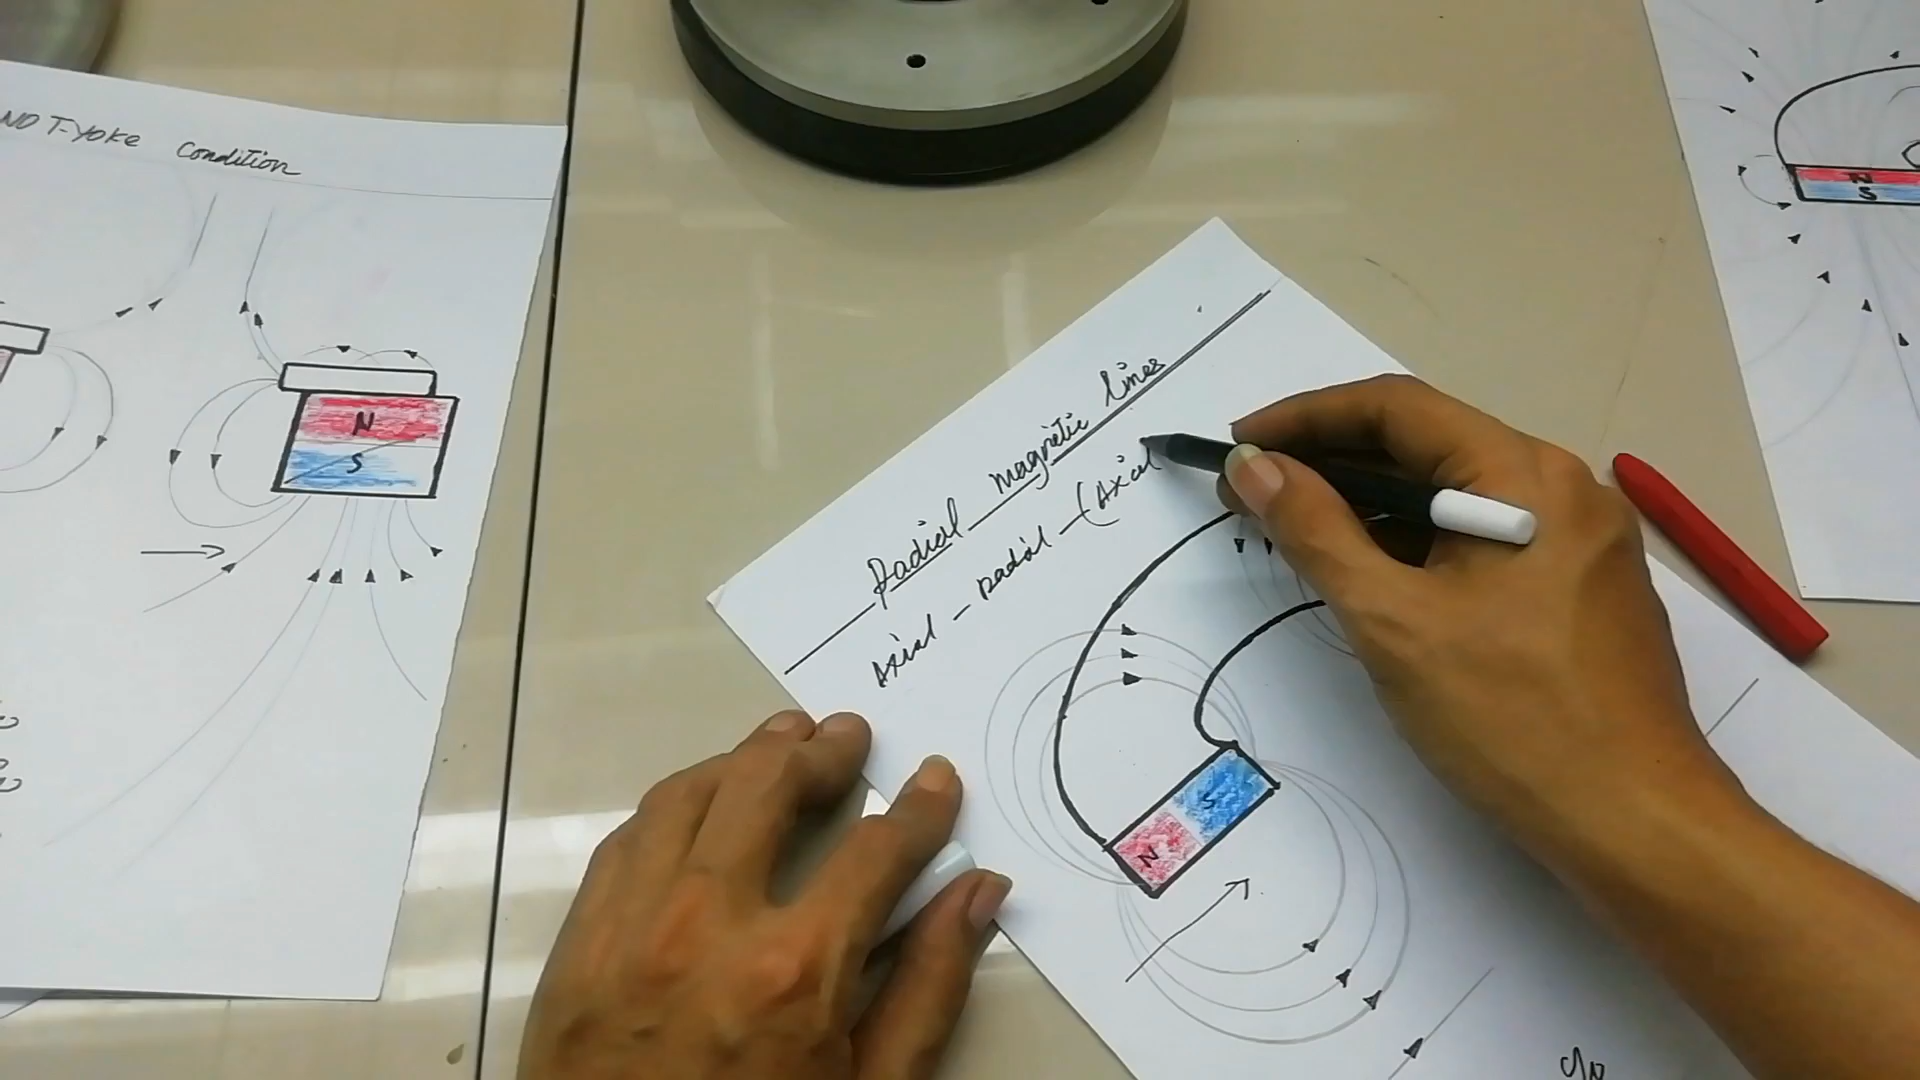 NO T-YOKE Condition
N
S
Radial magnetic lines
Axial - radial - (Axial
S
N
N
S